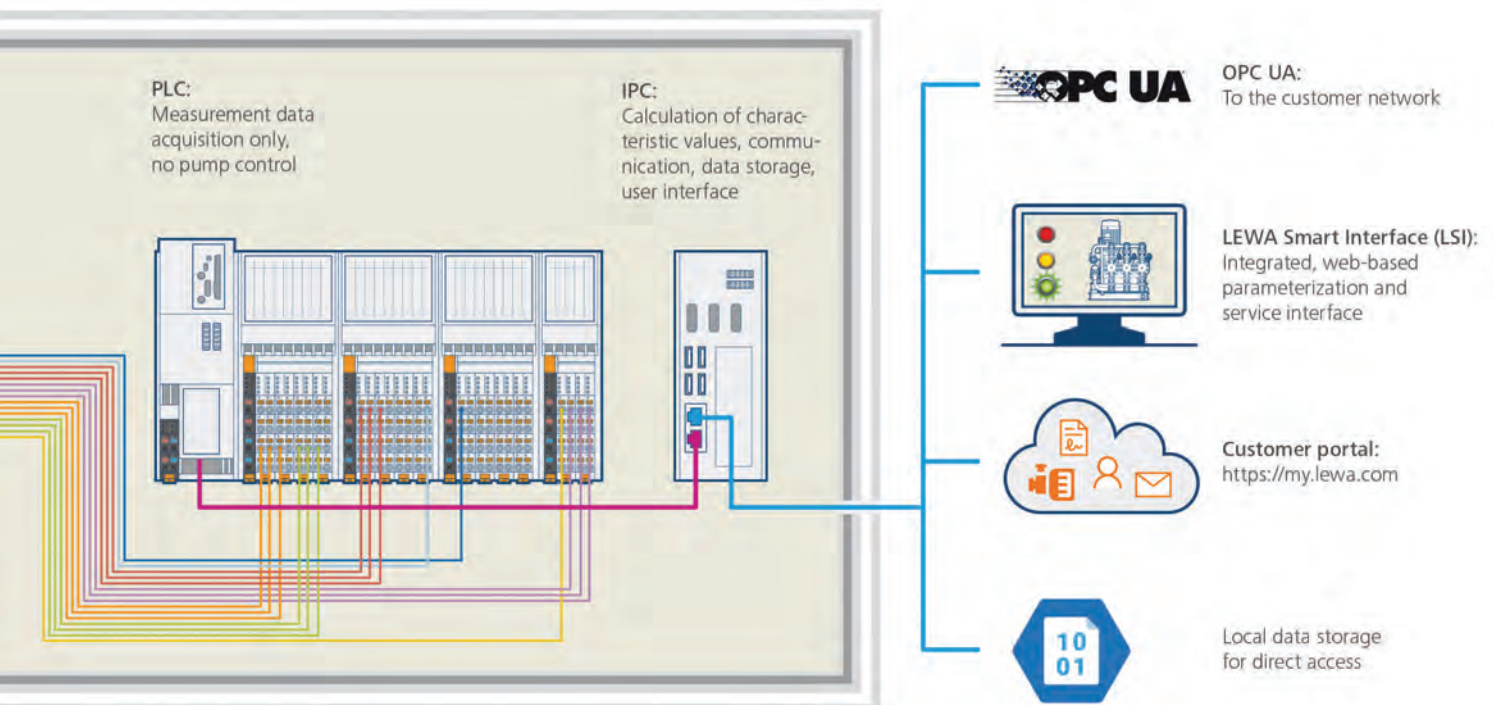 PLC:
Measurement data
acquisition only,
no pump control
IPC:
Calculation of charac-
teristic values, commu-
nication, data storage,
user interface
OPC UA
OPC UA:
To the customer network
LEWA Smart Interface (LSI):
Integrated, web-based
parameterization and
service interface
Customer portal:
https://my.lewa.com
10
01
Local data storage
for direct access